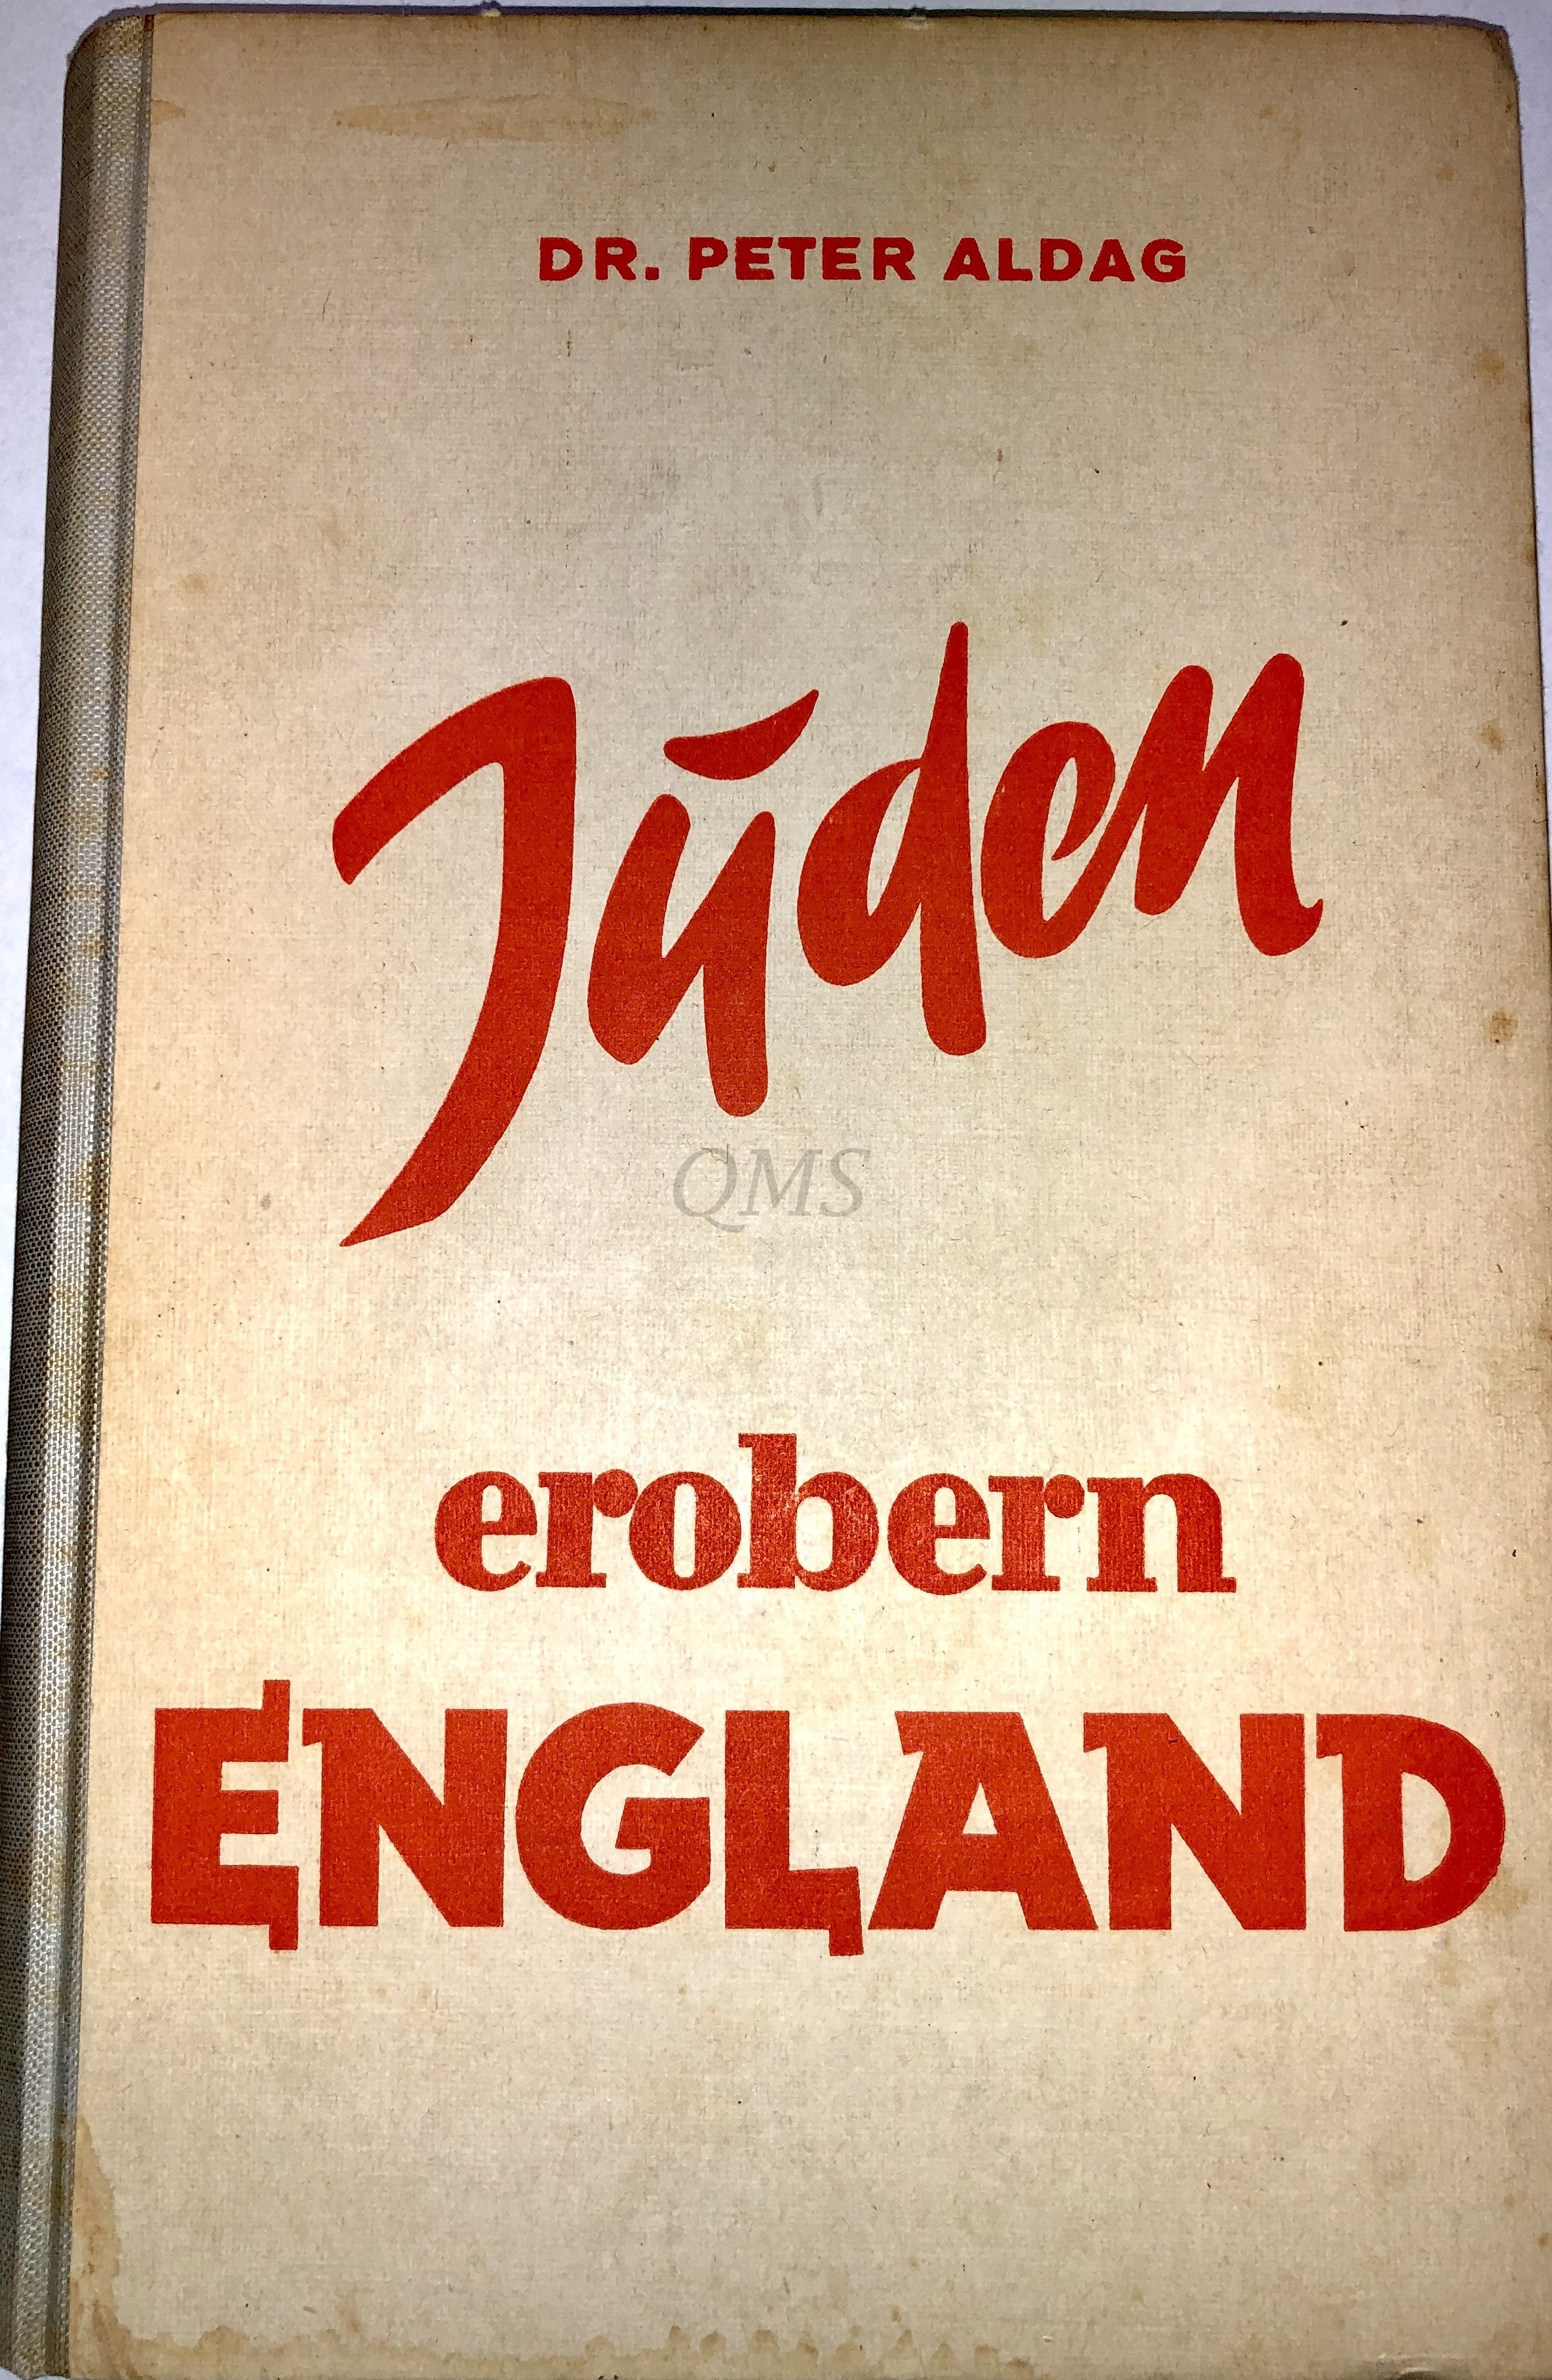 DR. PETER ALDAG
Juden
QMS
erobern
ENGLAND